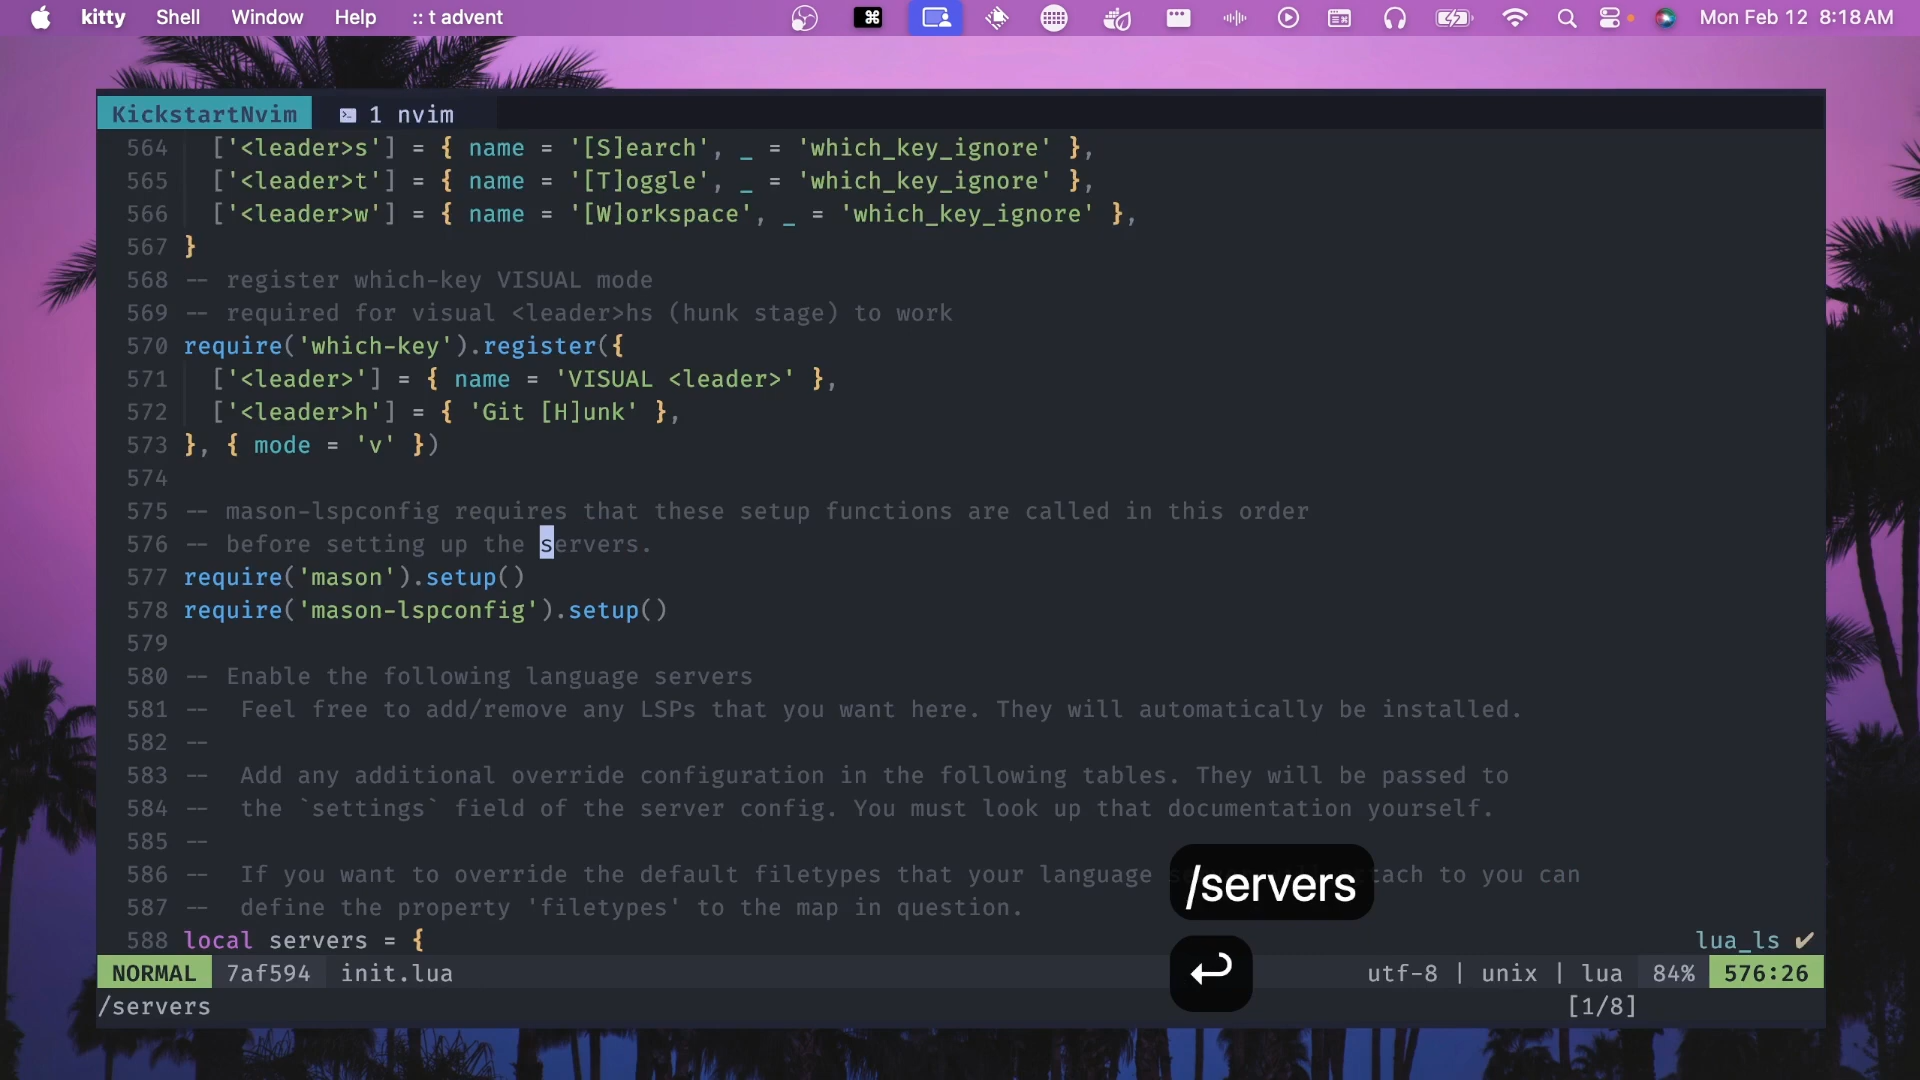 kitty Shell Window Help :: t advent Mon Feb 12 8:18 AM
KickstartNvim 1 nvim
564 ['<leader>s'] = { name = '[S]earch', _ = 'which_key_ignore' },
565 ['<leader>t'] = { name = '[T]oggle', _ = 'which_key_ignore' },
566 ['<leader>w'] = { name = '[W]orkspace', _ = 'which_key_ignore' },
567 }
568 -- register which-key VISUAL mode
569 -- required for visual <leader>hs (hunk stage) to work
570 require('which-key').register({
571 ['<leader>'] = { name = 'VISUAL <leader>' },
572 ['<leader>h'] = { 'Git [H]unk' },
573 }, { mode = 'v' })
574
575 -- mason-lspconfig requires that these setup functions are called in this order
576 -- before setting up the servers.
577 require('mason').setup()
578 require('mason-lspconfig').setup()
579
580 -- Enable the following language servers
581 -- Feel free to add/remove any LSPs that you want here. They will automatically be installed.
582 --
583 -- Add any additional override configuration in the following tables. They will be passed to
584 -- the `settings` field of the server config. You must look up that documentation yourself.
585 --
586 -- If you want to override the default filetypes that your language tach to you can
587 -- define the property 'filetypes' to the map in question.
588 local servers = { lua_ls ✔
/servers
NORMAL 7af594 init.lua utf-8 | unix | lua 84% 576:26
/servers [1/8]